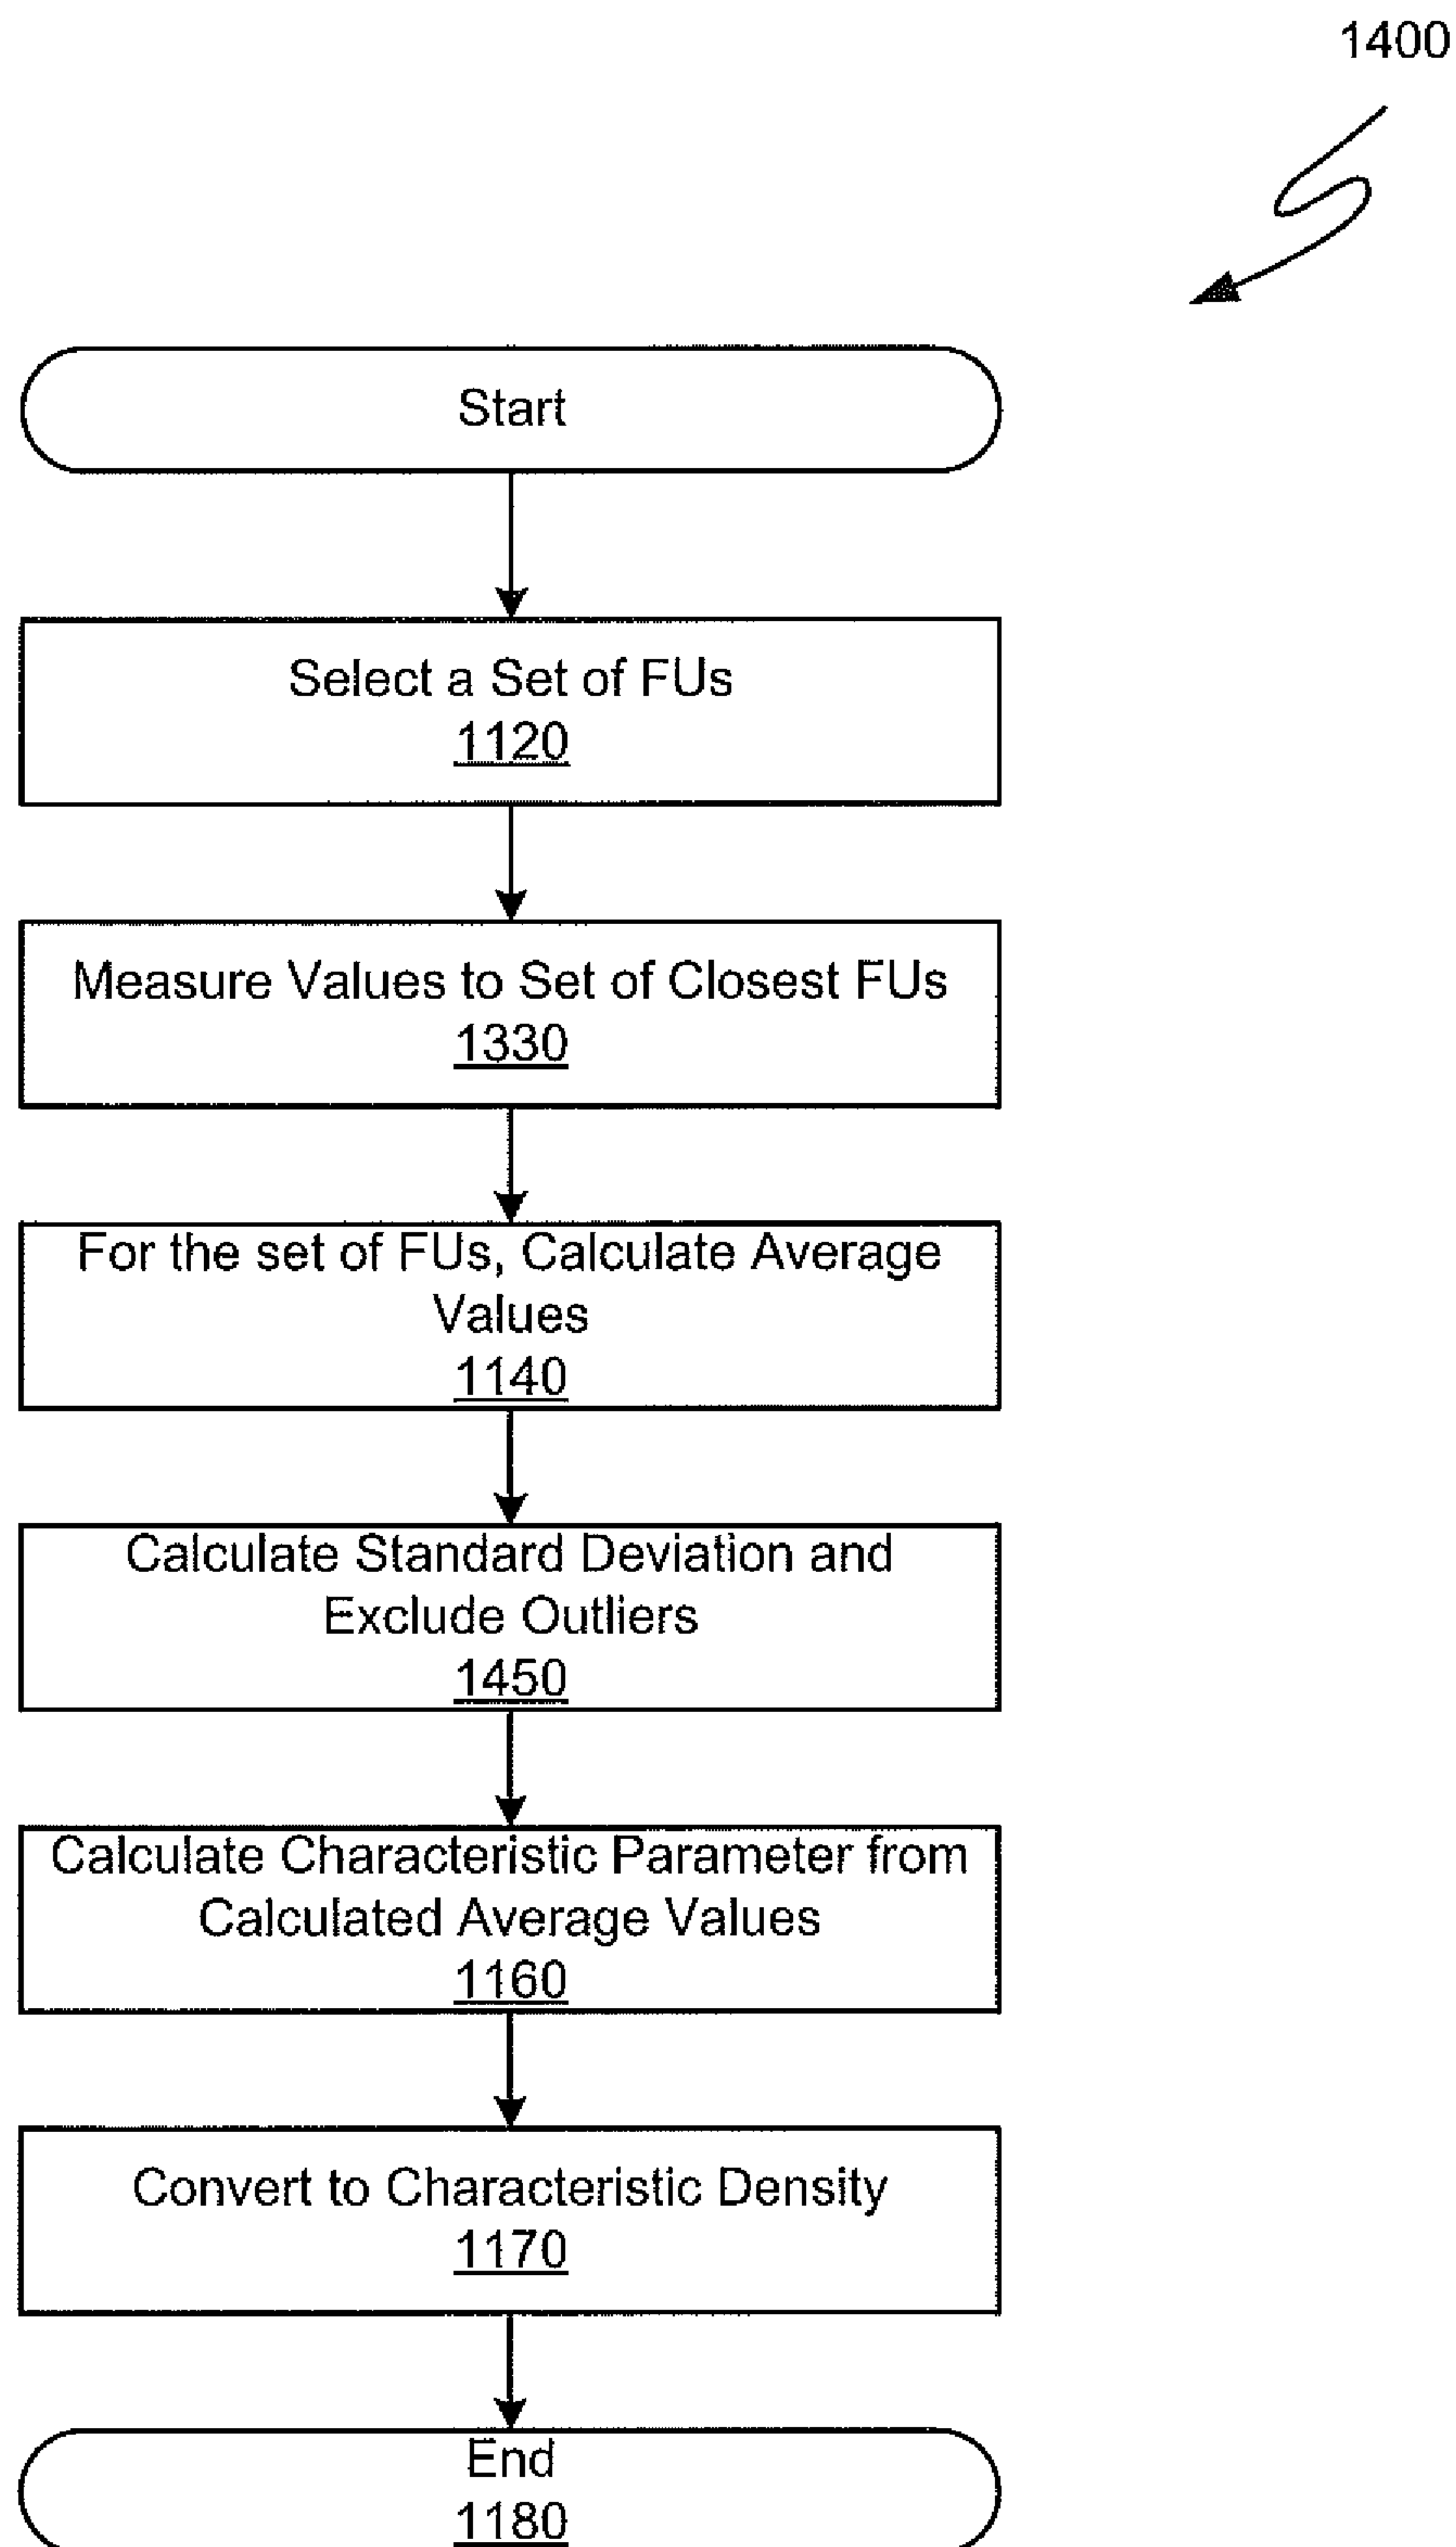 1400
Start
Select a Set of FUs
1120
Measure Values to Set of Closest FUs
1330
For the set of FUs, Calculate Average
Values
1140
Calculate Standard Deviation and
Exclude Outliers
1450
Calculate Characteristic Parameter from
Calculated Average Values
1160
Convert to Characteristic Density
1170
End
1180